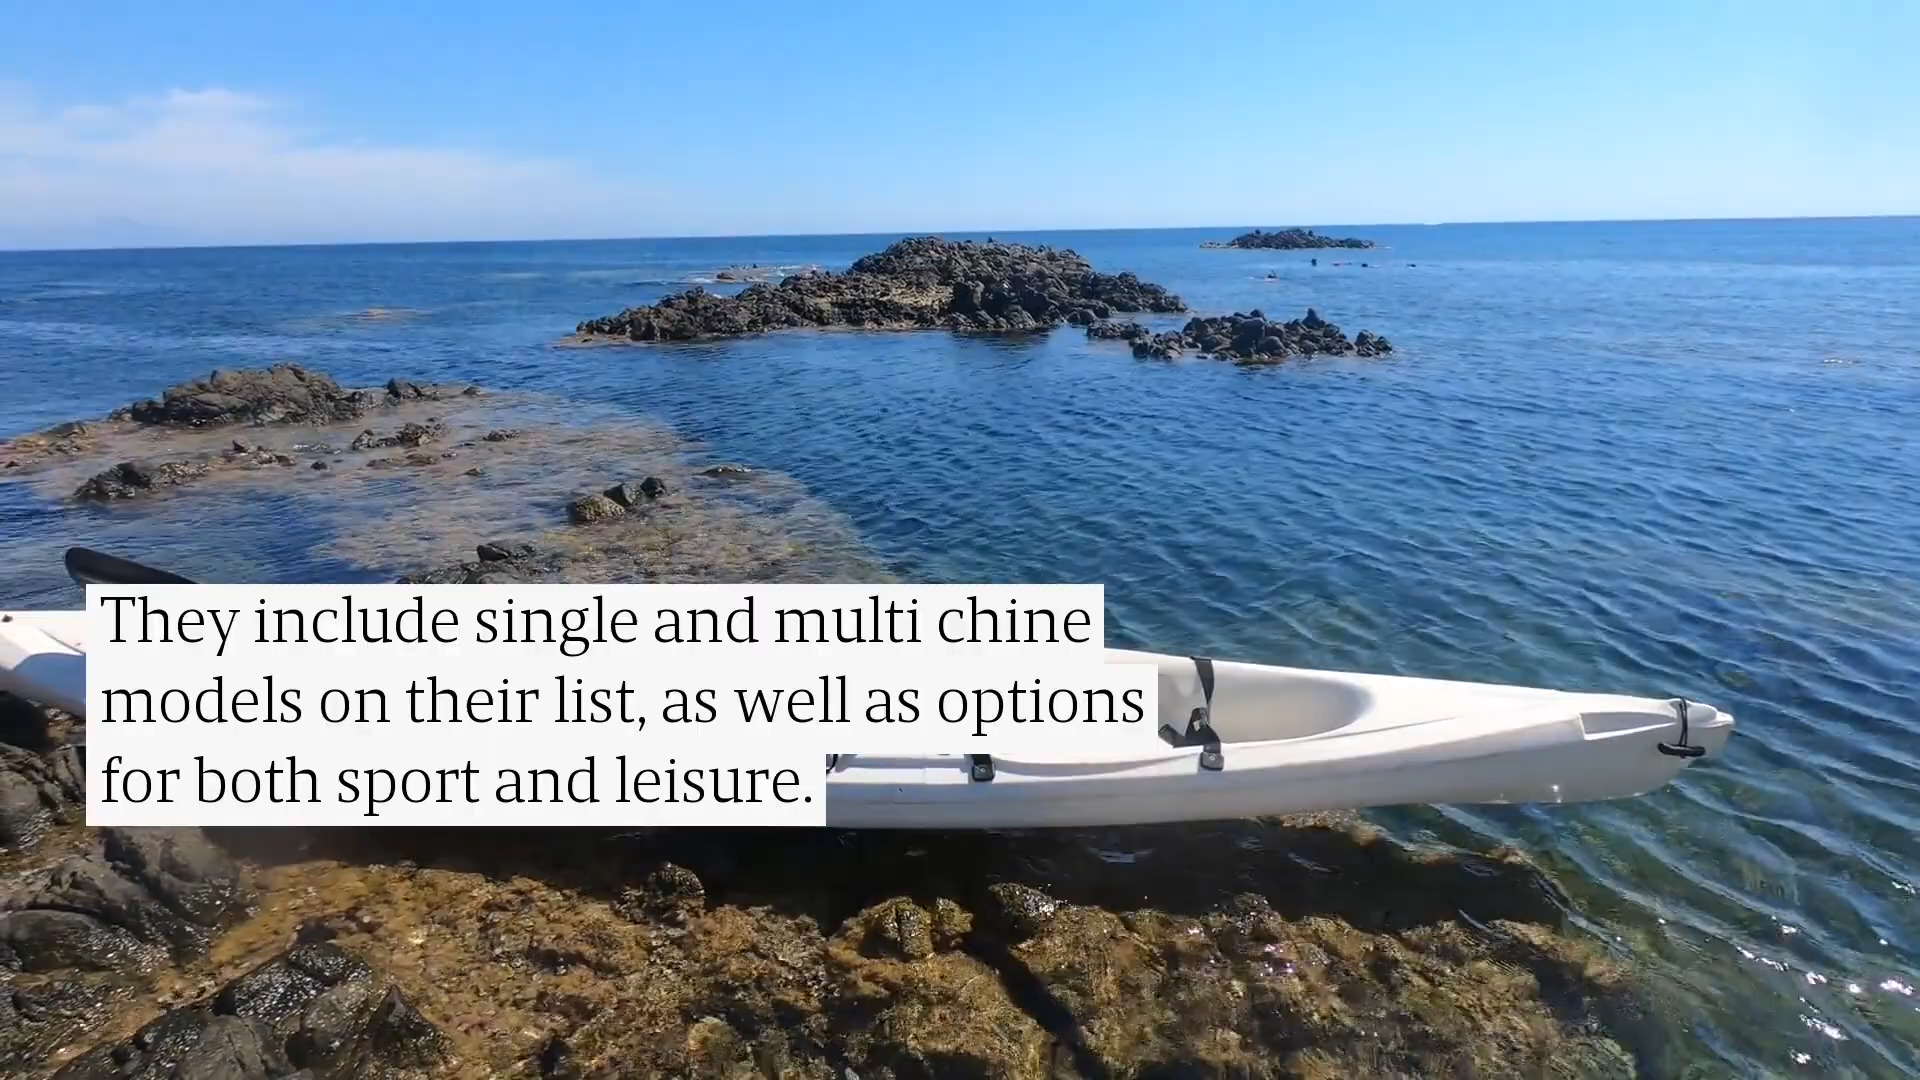 They include single and multi chine
models on their list, as well as options
for both sport and leisure.